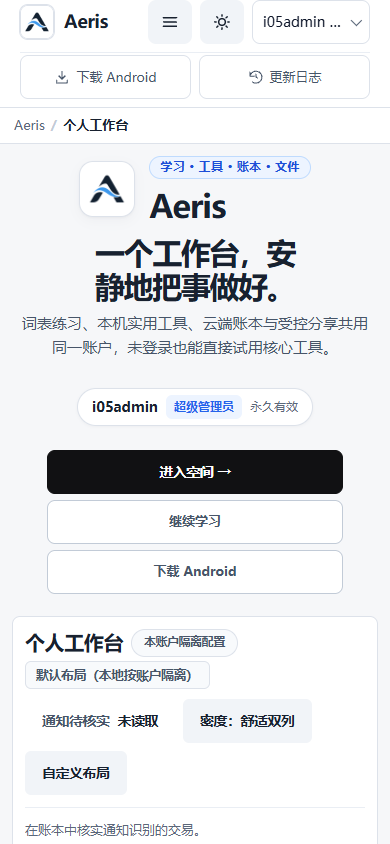 Aeris
i05admin ...
下载 Android
更新日志
Aeris / 个人工作台
学习・工具・账本・文件
Aeris
一个工作台，安
静地把事做好。
词表练习、本机实用工具、云端账本与受控分享共用
同一账户，未登录也能直接试用核心工具。
i05admin 超级管理员 永久有效
进入空间 →
继续学习
下载 Android
个人工作台 本账户隔离配置
默认布局（本地按账户隔离）
通知待核实 未读取 密度：舒适双列
自定义布局
在账本中核实通知识别的交易。